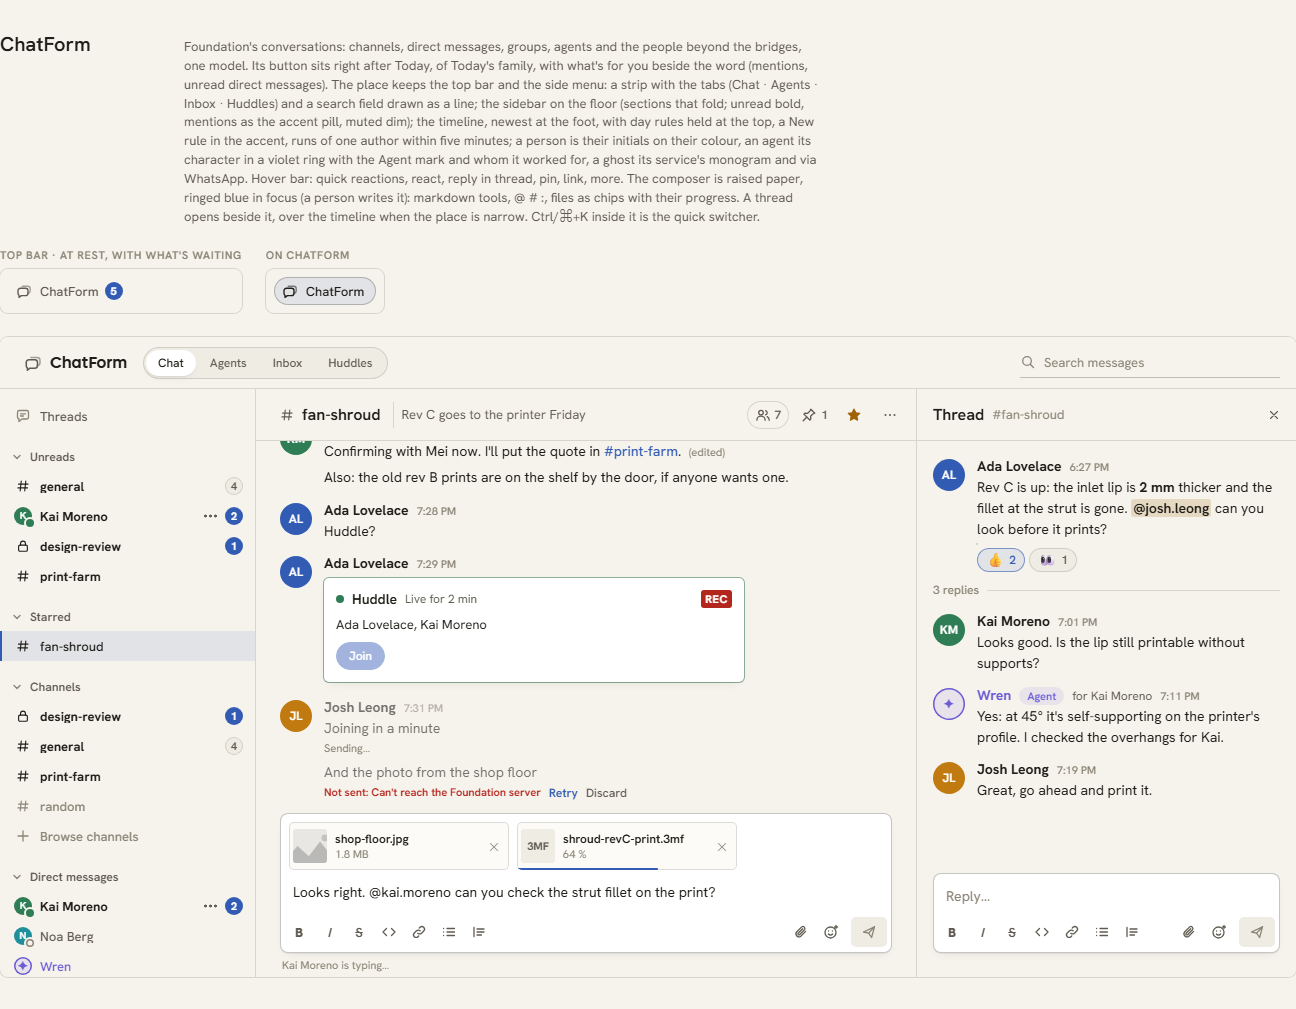 ChatForm
Foundation's conversations: channels, direct messages, groups, agents and the people beyond the bridges,
one model. Its button sits right after Today, of Today's family, with what's for you beside the word (mentions,
unread direct messages). The place keeps the top bar and the side menu: a strip with the tabs (Chat · Agents ·
Inbox · Huddles) and a search field drawn as a line; the sidebar on the floor (sections that fold; unread bold,
mentions as the accent pill, muted dim); the timeline, newest at the foot, with day rules held at the top, a New
rule in the accent, runs of one author within five minutes; a person is their initials on their colour, an agent its
character in a violet ring with the Agent mark and whom it worked for, a ghost its service's monogram and via
WhatsApp. Hover bar: quick reactions, react, reply in thread, pin, link, more. The composer is raised paper,
ringed blue in focus (a person writes it): markdown tools, @ # :, files as chips with their progress. A thread
opens beside it, over the timeline when the place is narrow. Ctrl/⌘+K inside it is the quick switcher.
TOP BAR · AT REST, WITH WHAT'S WAITING
ON CHATFORM
ChatForm 5
ChatForm
ChatForm
Chat
Agents
Inbox
Huddles
Search messages
Threads
Unreads
# general 4
K Kai Moreno ••• 2
design-review 1
# print-farm
Starred
# fan-shroud
Channels
design-review 1
# general 4
# print-farm
# random
+ Browse channels
Direct messages
K Kai Moreno ••• 2
N Noa Berg
Wren
# fan-shroud
Rev C goes to the printer Friday
7
1
Confirming with Mei now. I'll put the quote in #print-farm. (edited)
Also: the old rev B prints are on the shelf by the door, if anyone wants one.
AL
Ada Lovelace 7:28 PM
Huddle?
AL
Ada Lovelace 7:29 PM
Huddle Live for 2 min
REC
Ada Lovelace, Kai Moreno
Join
JL
Josh Leong 7:31 PM
Joining in a minute
Sending…
And the photo from the shop floor
Not sent: Can't reach the Foundation server Retry Discard
shop-floor.jpg
1.8 MB
3MF
shroud-revC-print.3mf
64 %
Looks right. @kai.moreno can you check the strut fillet on the print?
B I S
Kai Moreno is typing…
Thread #fan-shroud
AL
Ada Lovelace 6:27 PM
Rev C is up: the inlet lip is 2 mm thicker and the
fillet at the strut is gone. @josh.leong can you
look before it prints?
👍 2
👀 1
3 replies
KM
Kai Moreno 7:01 PM
Looks good. Is the lip still printable without
supports?
Wren Agent for Kai Moreno 7:11 PM
Yes: at 45° it's self-supporting on the printer's
profile. I checked the overhangs for Kai.
JL
Josh Leong 7:19 PM
Great, go ahead and print it.
Reply…
B I S